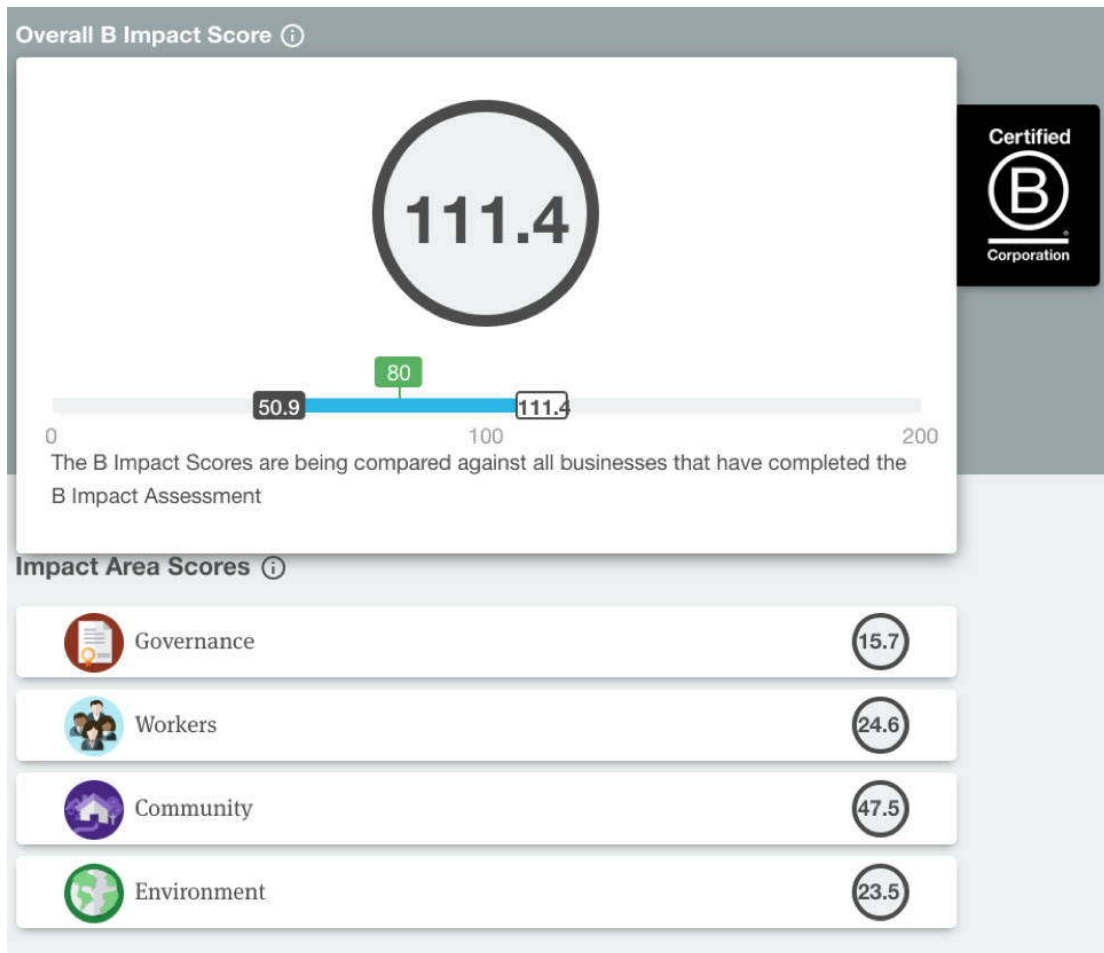 Overall B Impact Score
111.4
Certified
B
Corporation
80
50.9
111.4
0 100 200
The B Impact Scores are being compared against all businesses that have completed the
B Impact Assessment
Impact Area Scores
Governance 15.7
Workers 24.6
Community 47.5
Environment 23.5